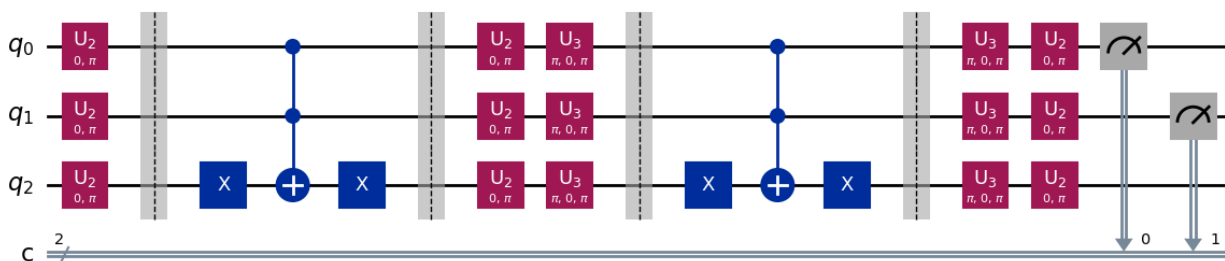 q0 U2 0, π U2 0, π U3 π, 0, π U3 π, 0, π U2 0, π
q1 U2 0, π U2 0, π U3 π, 0, π U3 π, 0, π U2 0, π
q2 U2 0, π X X U2 0, π U3 π, 0, π X X U3 π, 0, π U2 0, π
c 2 0 1